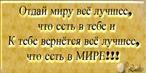 Отдай миру всё лучшее,
что есть в тебе и
К тебе вернётся всё лучшее,
что есть в МИРЕ!!!